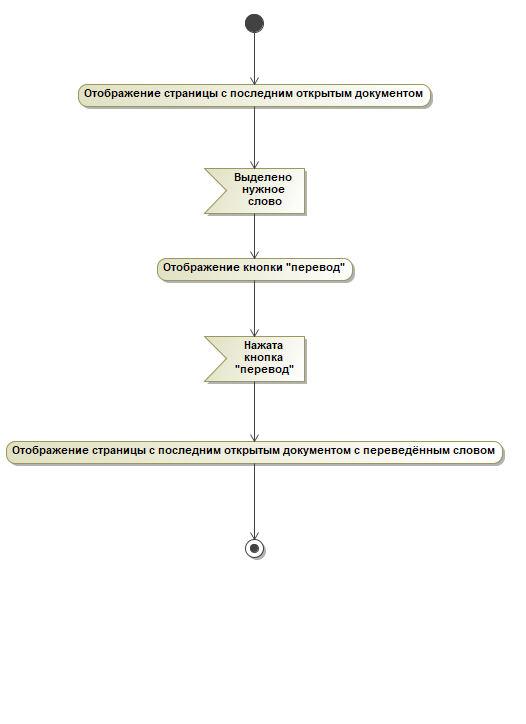 Отображение страницы с последним открытым документом
Выделено
нужное
слово
Отображение кнопки "перевод"
Нажата
кнопка
"перевод"
Отображение страницы с последним открытым документом с переведённым словом